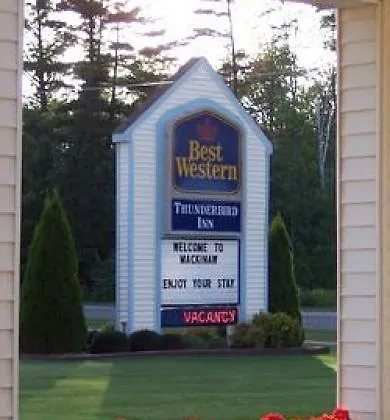 Best
Western
THUNDERBIRD
INN
WELCOME TO
MACKINAW
ENJOY YOUR STAY
VACANCY